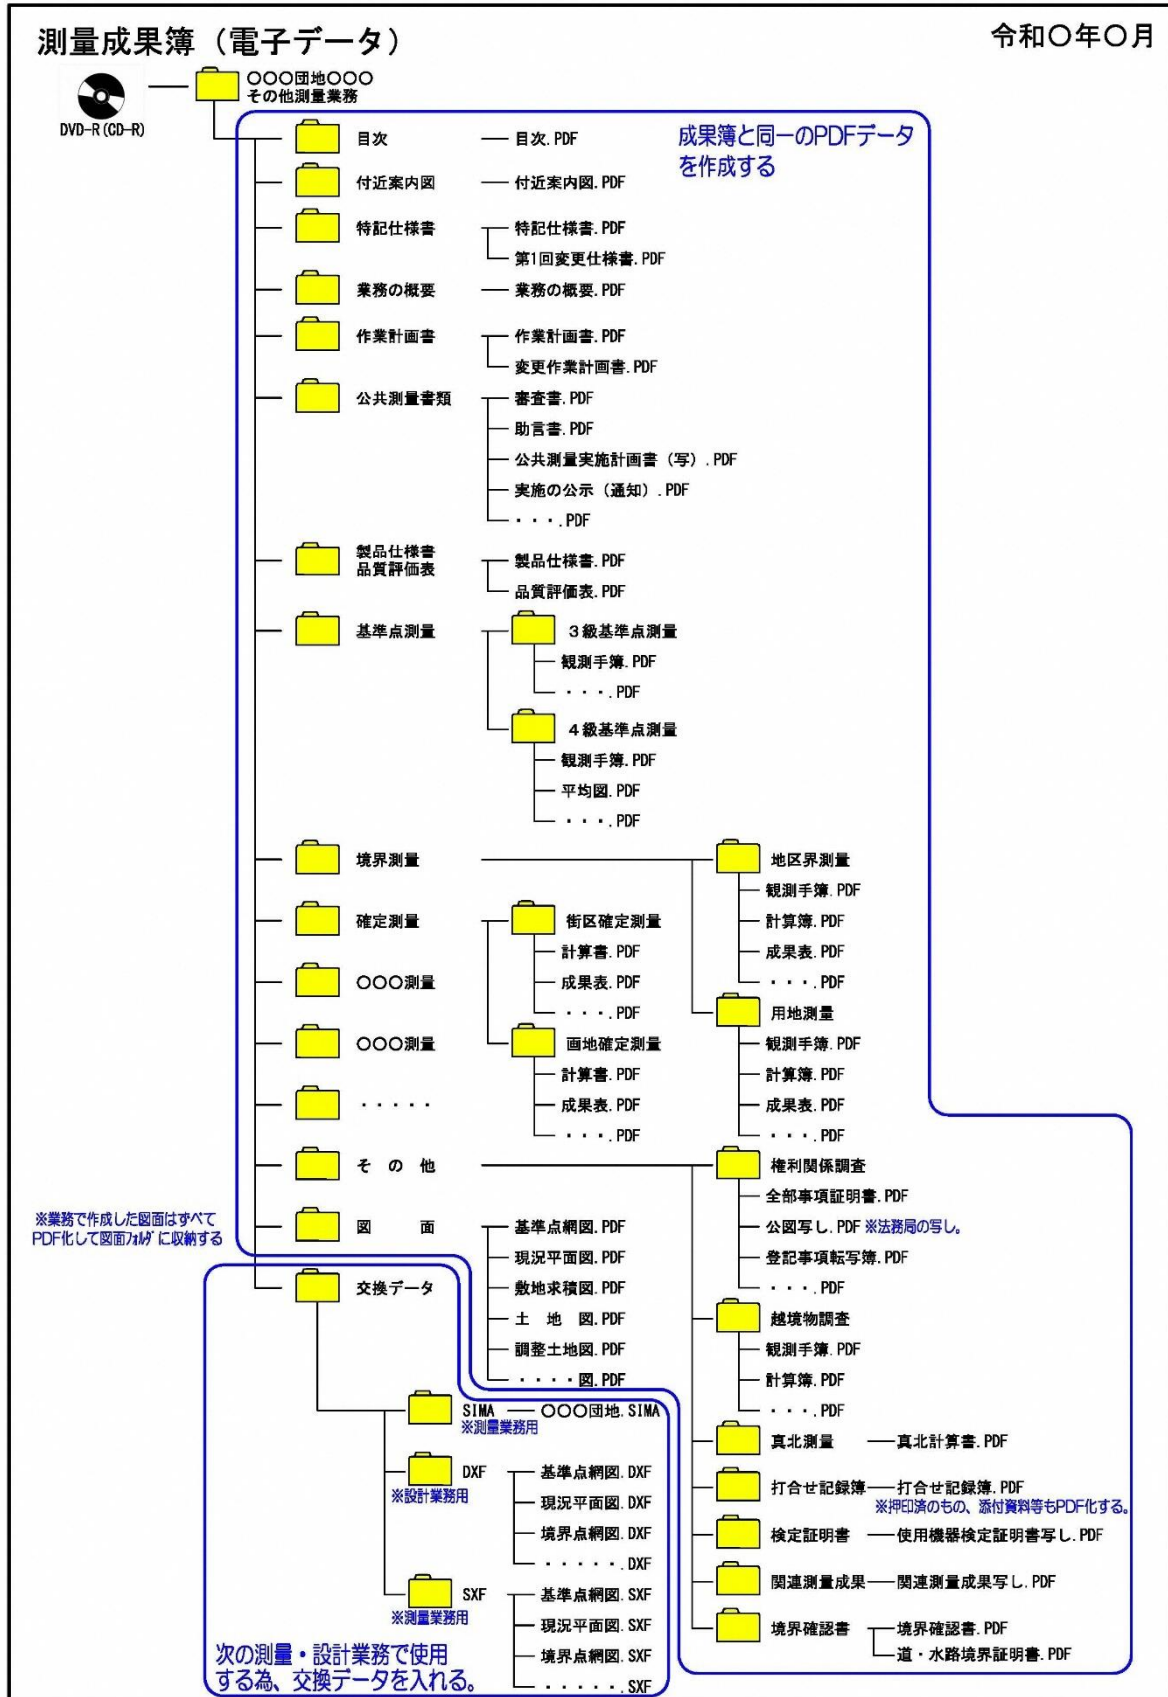 測量成果簿（電子データ）
令和〇年〇月
DVD-R(CD-R)
〇〇〇団地〇〇〇
その他測量業務
成果簿と同一のPDFデータ
を作成する
目次
目次.PDF
付近案内図
付近案内図.PDF
特記仕様書
特記仕様書.PDF
第1回変更仕様書.PDF
業務の概要
業務の概要.PDF
作業計画書
作業計画書.PDF
変更作業計画書.PDF
公共測量書類
審査書.PDF
助言書.PDF
公共測量実施計画書（写）.PDF
実施の公示（通知）.PDF
・・・.PDF
製品仕様書
品質評価表
製品仕様書.PDF
品質評価表.PDF
基準点測量
３級基準点測量
観測手簿.PDF
・・・.PDF
４級基準点測量
観測手簿.PDF
平均図.PDF
・・・.PDF
境界測量
地区界測量
観測手簿.PDF
計算簿.PDF
成果表.PDF
・・・.PDF
用地測量
観測手簿.PDF
計算簿.PDF
成果表.PDF
・・・.PDF
確定測量
街区確定測量
計算書.PDF
成果表.PDF
・・・.PDF
画地確定測量
計算書.PDF
成果表.PDF
・・・.PDF
〇〇〇測量
〇〇〇測量
・・・・・
その他
権利関係調査
全部事項証明書.PDF
公図写し.PDF ※法務局の写し。
登記事項転写簿.PDF
・・・.PDF
越境物調査
観測手簿.PDF
計算簿.PDF
・・・.PDF
真北測量
真北計算書.PDF
打合せ記録簿
打合せ記録簿.PDF
※押印済のもの、添付資料等もPDF化する。
検定証明書
使用機器検定証明書写し.PDF
関連測量成果
関連測量成果写し.PDF
境界確認書
境界確認書.PDF
道・水路境界証明書.PDF
※業務で作成した図面はずべて
PDF化して図面ﾌｫﾙﾀﾞに収納する
図　面
基準点網図.PDF
現況平面図.PDF
敷地求積図.PDF
土　地　図.PDF
調整土地図.PDF
・・・・図.PDF
交換データ
SIMA
〇〇〇団地.SIMA
※測量業務用
DXF
※設計業務用
基準点網図.DXF
現況平面図.DXF
境界点網図.DXF
・・・・・.DXF
SXF
※測量業務用
基準点網図.SXF
現況平面図.SXF
境界点網図.SXF
・・・・・.SXF
次の測量・設計業務で使用
する為、交換データを入れる。